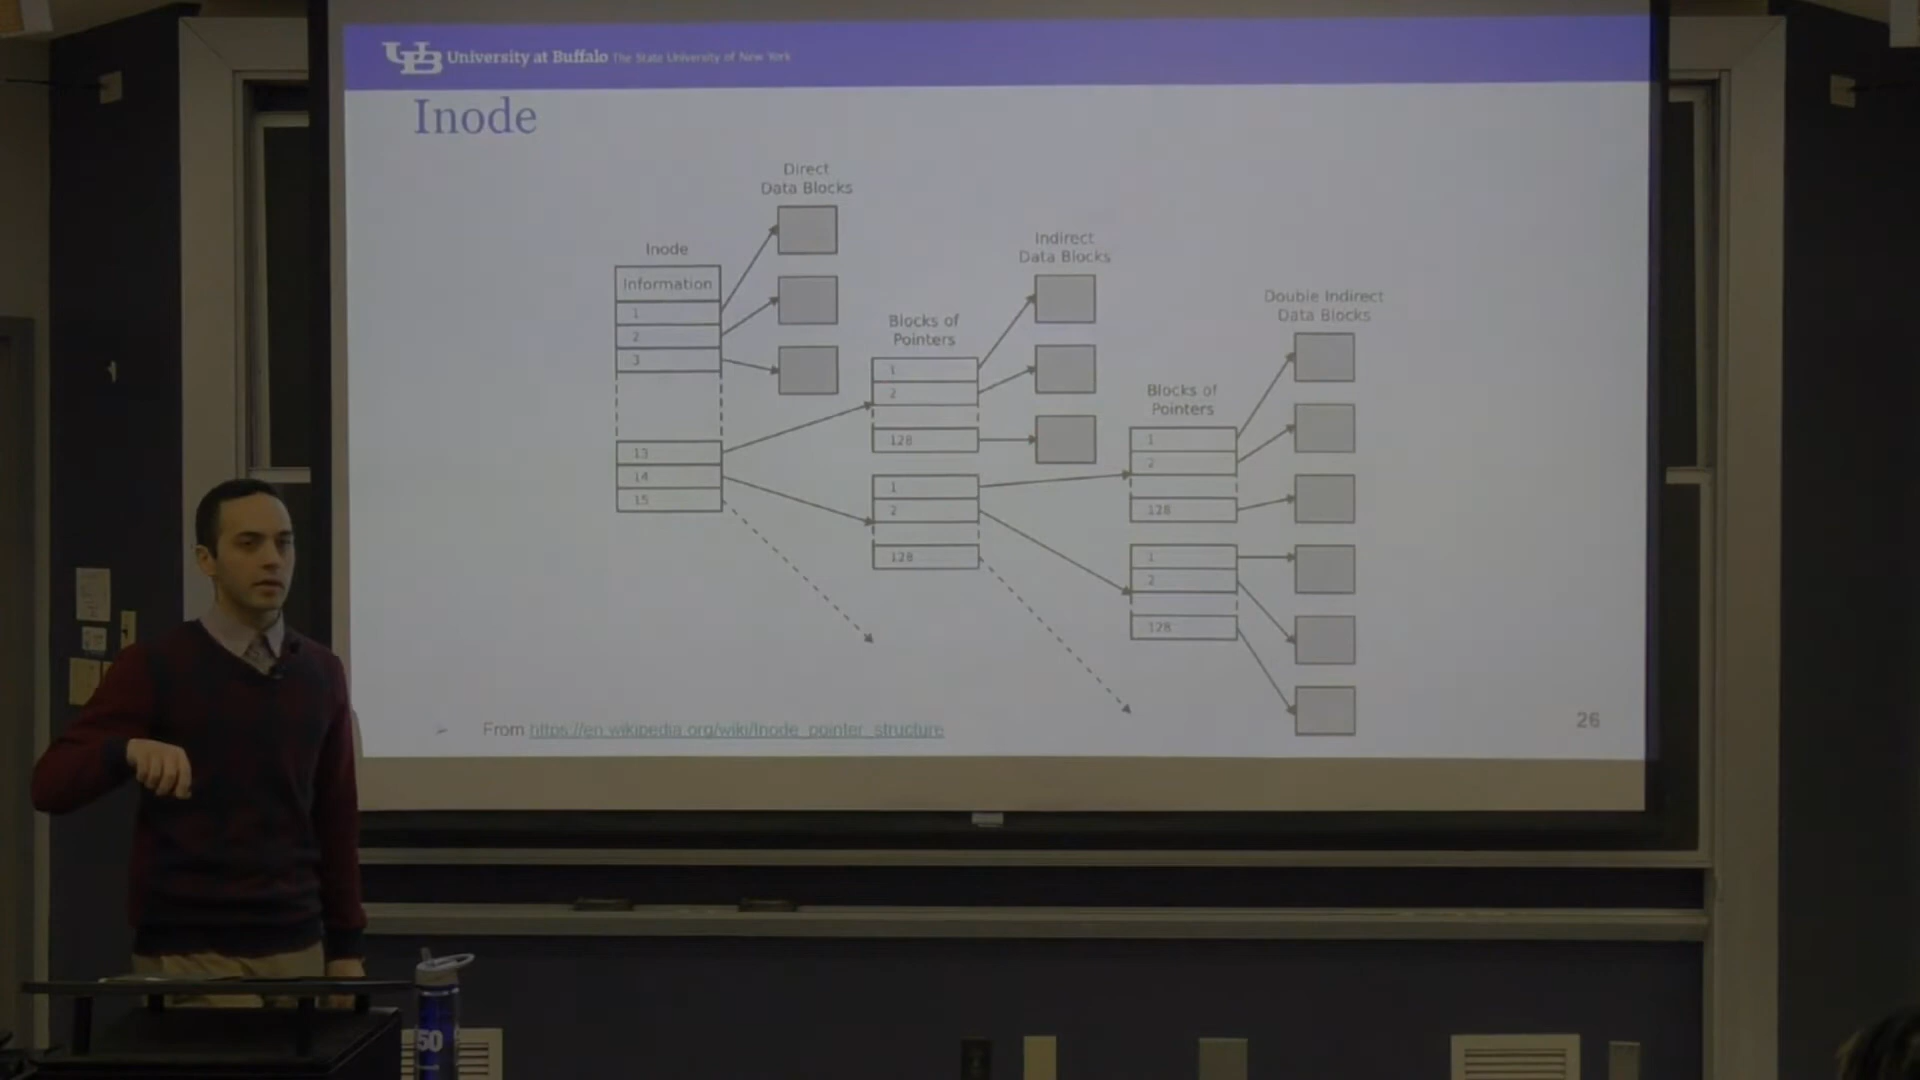 University at Buffalo The State University of New York
Inode
Direct
Data Blocks
Inode
Information
1
2
3
13
14
15
Blocks of
Pointers
1
2
128
1
2
128
Indirect
Data Blocks
Blocks of
Pointers
1
2
128
1
2
128
Double Indirect
Data Blocks
From https://en.wikipedia.org/wiki/Inode_pointer_structure
26
50